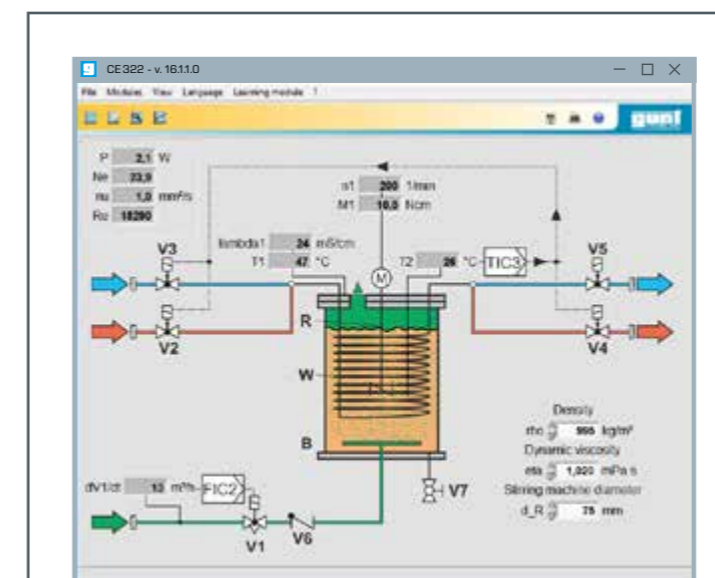 CE322 - v. 16.1.1.0
File Modules View Language Learning module ?
gunt
P 2,1 W
Ne 23,9
nu 1,0 mm²/s
Re 18290
n1 200 1/min
M1 10,0 Ncm
lambda1 24 mS/cm
T1 47 °C
T2 26 °C
TIC3
V3
V5
V2
V4
M
R
W
B
Density
rho 995 kg/m³
Dynamic viscosity
eta 1,020 mPa s
Stirring machine diameter
d_R 75 mm
dV1/dt 13 m³/h
FIC2
V1
V6
V7